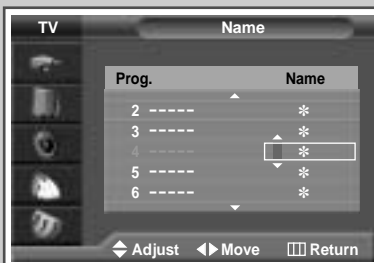 TV Name
Prog. Name
2 ----- ✻
3 ----- ✻
4 ----- ✻
5 ----- ✻
6 ----- ✻
Adjust Move Return